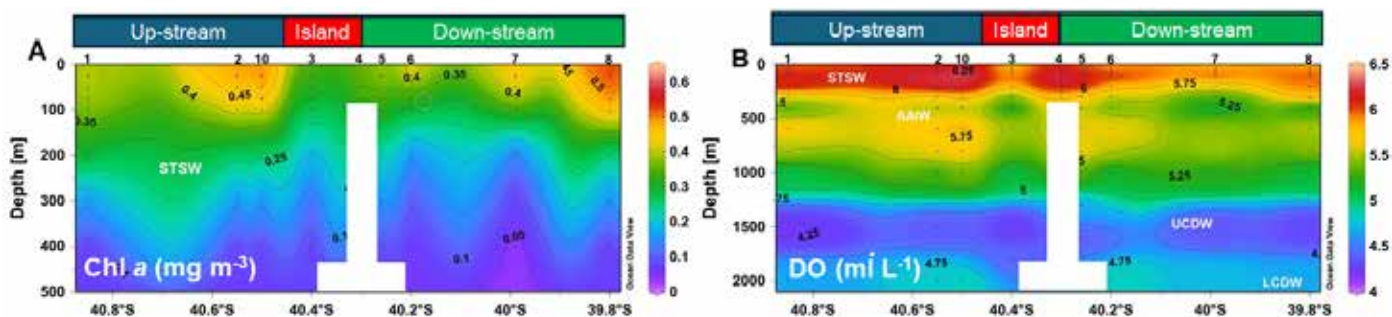 Up-stream Island Down-stream
A
1 2 10 3 4 5 6 7 8
0.4 0.45 0.35 0.25 0.4 0.35 0.4 0.5
STSW
0.1 0.1 0.05
Depth [m]
0 100 200 300 400 500
Chl a (mg m-3)
40.8°S 40.6°S 40.4°S 40.2°S 40°S 39.8°S
0.6 0.5 0.4 0.3 0.2 0.1 0
Ocean Data View
Up-stream Island Down-stream
B
1 2 10 3 4 5 6 7 8
STSW 6.25 6 6 5.75 5.25
AAIW 5.75 5 5 5.25
UCDW 4.25 4.75 4.75
LCDW
Depth [m]
0 500 1000 1500 2000
DO (ml L-1)
40.8°S 40.6°S 40.4°S 40.2°S 40°S 39.8°S
6.5 6 5.5 5 4.5 4
Ocean Data View